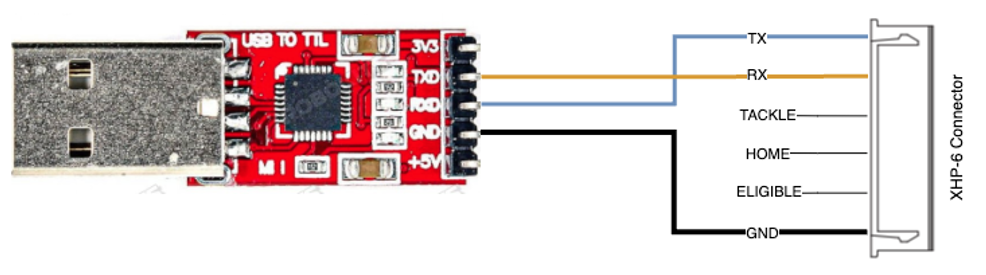 USB TO TTL
3V3
TXD
RXD
GND
+5V
TX
RX
TACKLE
HOME
ELIGIBLE
GND
XHP-6 Connector